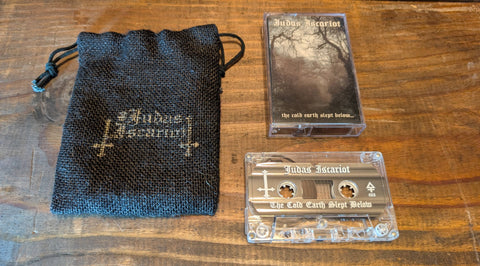 Judas
Iscariot
Judas Iscariot
the cold earth slept below...
Judas Iscariot
The Cold Earth Slept Below